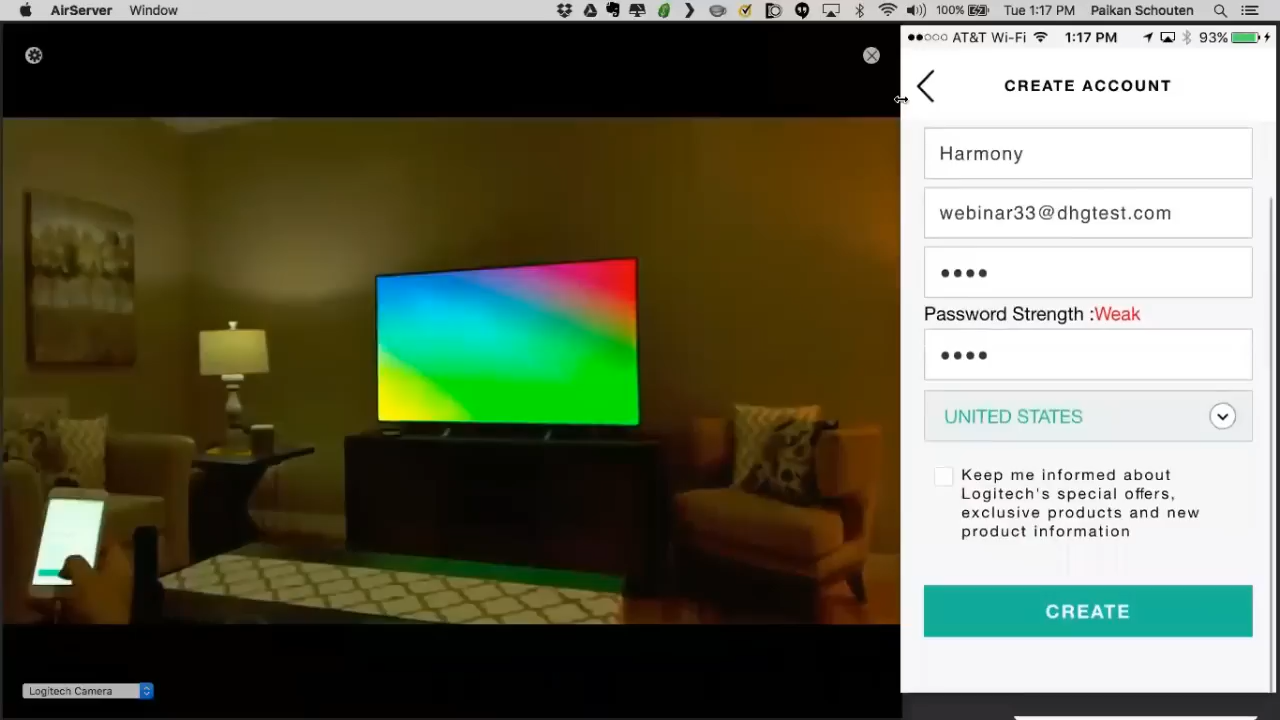 AirServer Window 100% Tue 1:17 PM Paikan Schouten
AT&T Wi-Fi 1:17 PM 93%
CREATE ACCOUNT
Harmony
webinar33@dhgtest.com
Password Strength :Weak
UNITED STATES
Keep me informed about
Logitech's special offers,
exclusive products and new
product information
CREATE
Logitech Camera